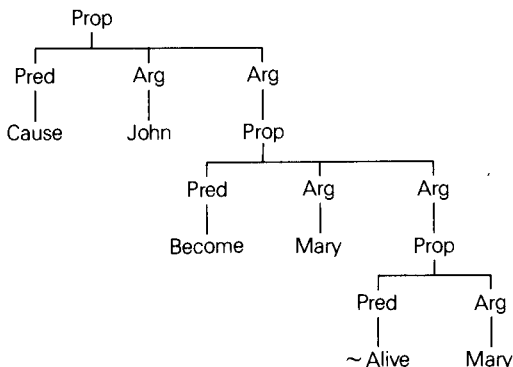 Prop
Pred Arg Arg
Cause John Prop
Pred Arg Arg
Become Mary Prop
Pred Arg
~Alive Mary